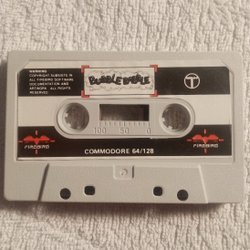 WARNING
COPYRIGHT SUBSISTS IN
ALL FIREBIRD SOFTWARE
DOCUMENTATION AND
ARTWORK. ALL RIGHTS
RESERVED.
BUBBLE BOBBLE
T
100 50 0
FIREBIRD FIREBIRD
COMMODORE 64/128